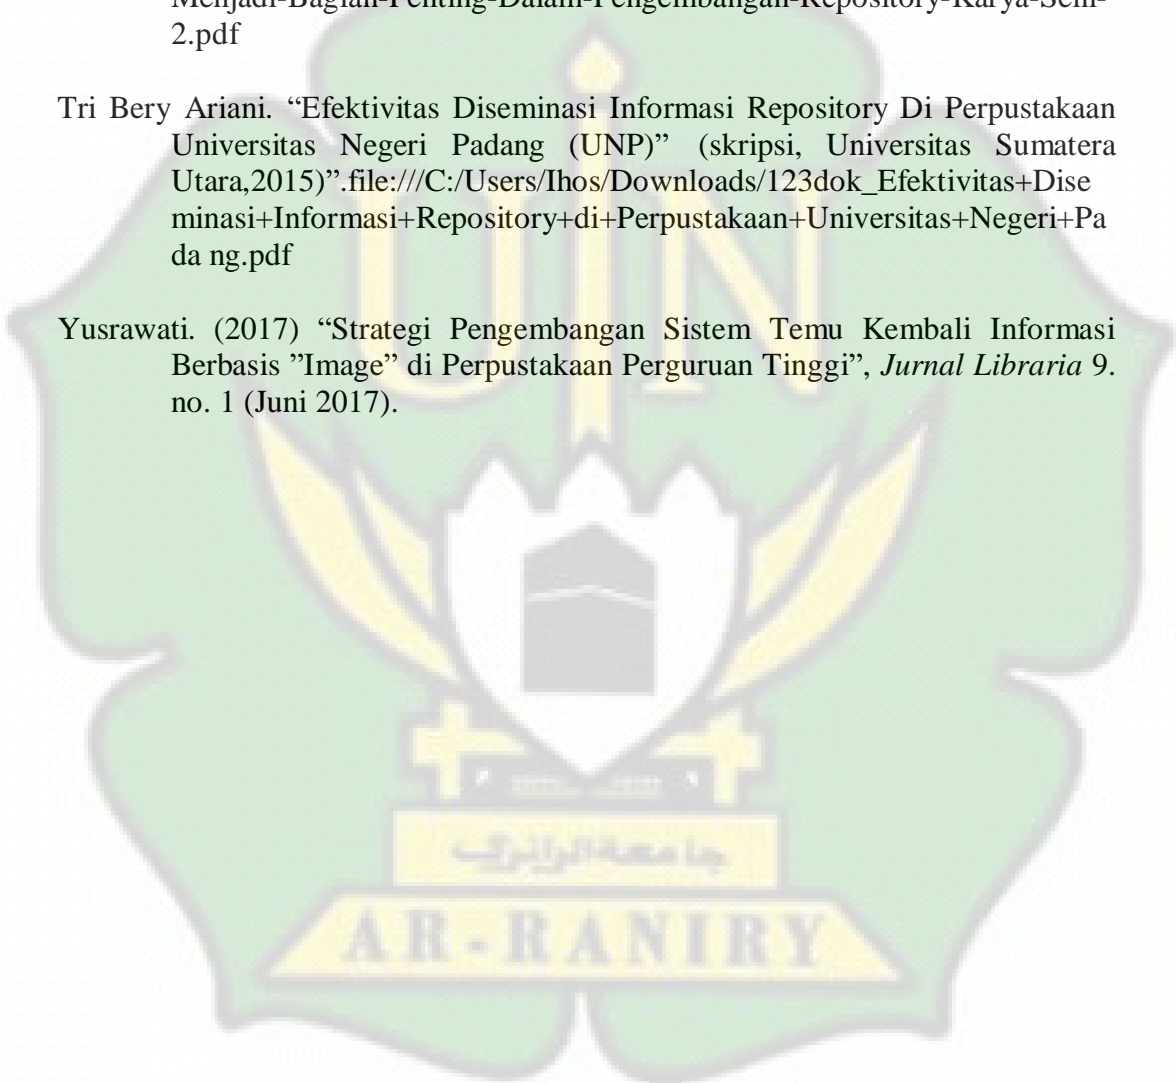 Menjadi-Bagian-Penting-Dalam-Pengembangan-Repository-Karya-Seni-
2.pdf
Tri Bery Ariani. “Efektivitas Diseminasi Informasi Repository Di Perpustakaan
Universitas Negeri Padang (UNP)” (skripsi, Universitas Sumatera
Utara,2015)”.file:///C:/Users/Ihos/Downloads/123dok_Efektivitas+Dise
minasi+Informasi+Repository+di+Perpustakaan+Universitas+Negeri+Pa
da ng.pdf
Yusrawati. (2017) “Strategi Pengembangan Sistem Temu Kembali Informasi
Berbasis ”Image” di Perpustakaan Perguruan Tinggi”, Jurnal Libraria 9.
no. 1 (Juni 2017).
UIN
جامعة الرانري
AR-RANIRY